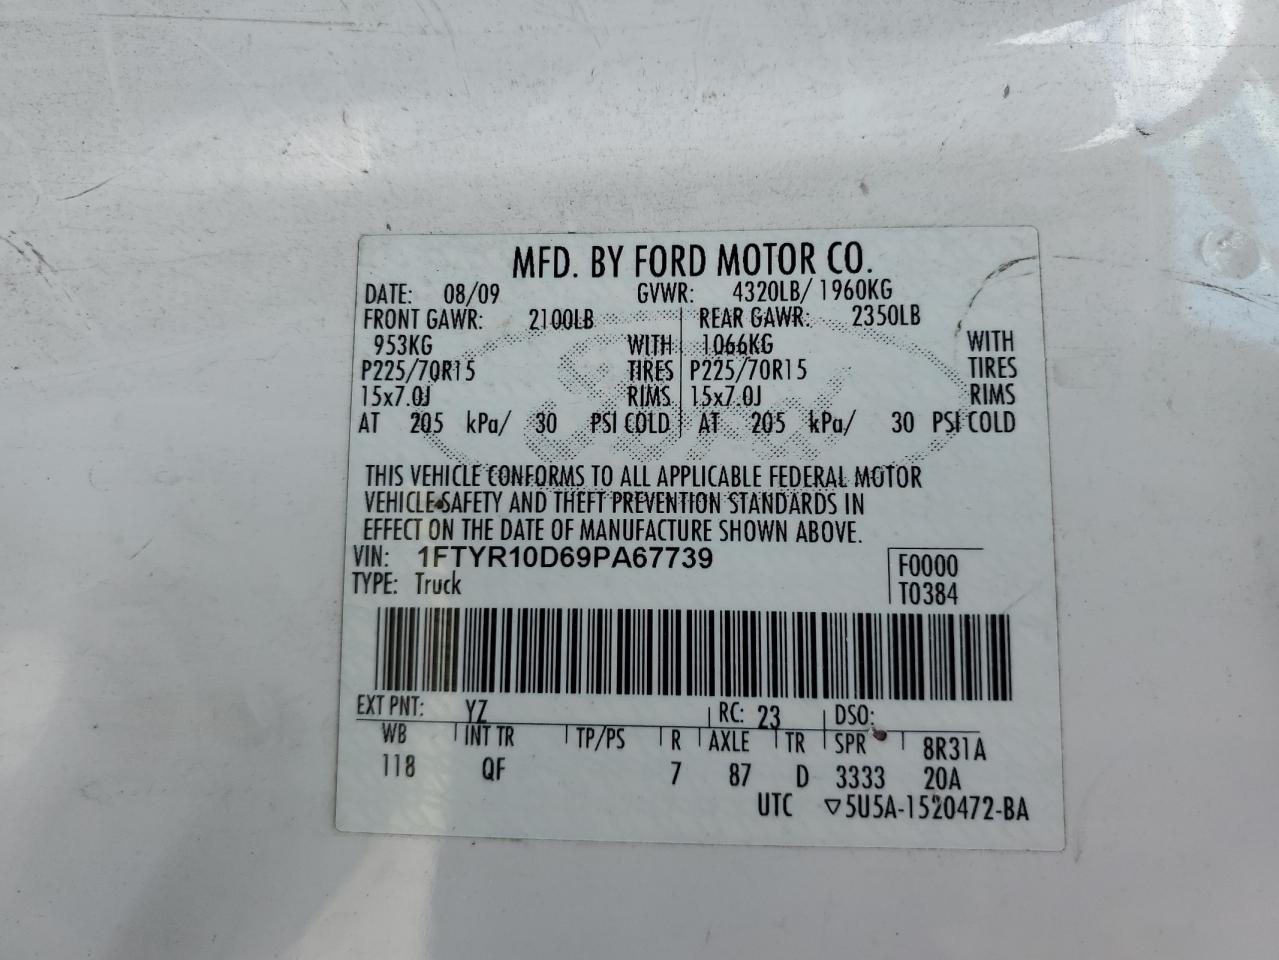 MFD. BY FORD MOTOR CO.
DATE: 08/09 GVWR: 4320LB/ 1960KG
FRONT GAWR: 2100LB REAR GAWR: 2350LB
953KG WITH 1066KG WITH
P225/70R15 TIRES P225/70R15 TIRES
15x7.0J RIMS 15x7.0J RIMS
AT 205 kPa/ 30 PSI COLD AT 205 kPa/ 30 PSI COLD
THIS VEHICLE CONFORMS TO ALL APPLICABLE FEDERAL MOTOR
VEHICLE SAFETY AND THEFT PREVENTION STANDARDS IN
EFFECT ON THE DATE OF MANUFACTURE SHOWN ABOVE.
VIN: 1FTYR10D69PA67739 F0000
TYPE: Truck T0384
EXT PNT: YZ RC: 23 DSO:
WB INT TR TP/PS R AXLE TR SPR 8R31A
118 QF 7 87 D 3333 20A
UTC ▽5U5A-1520472-BA